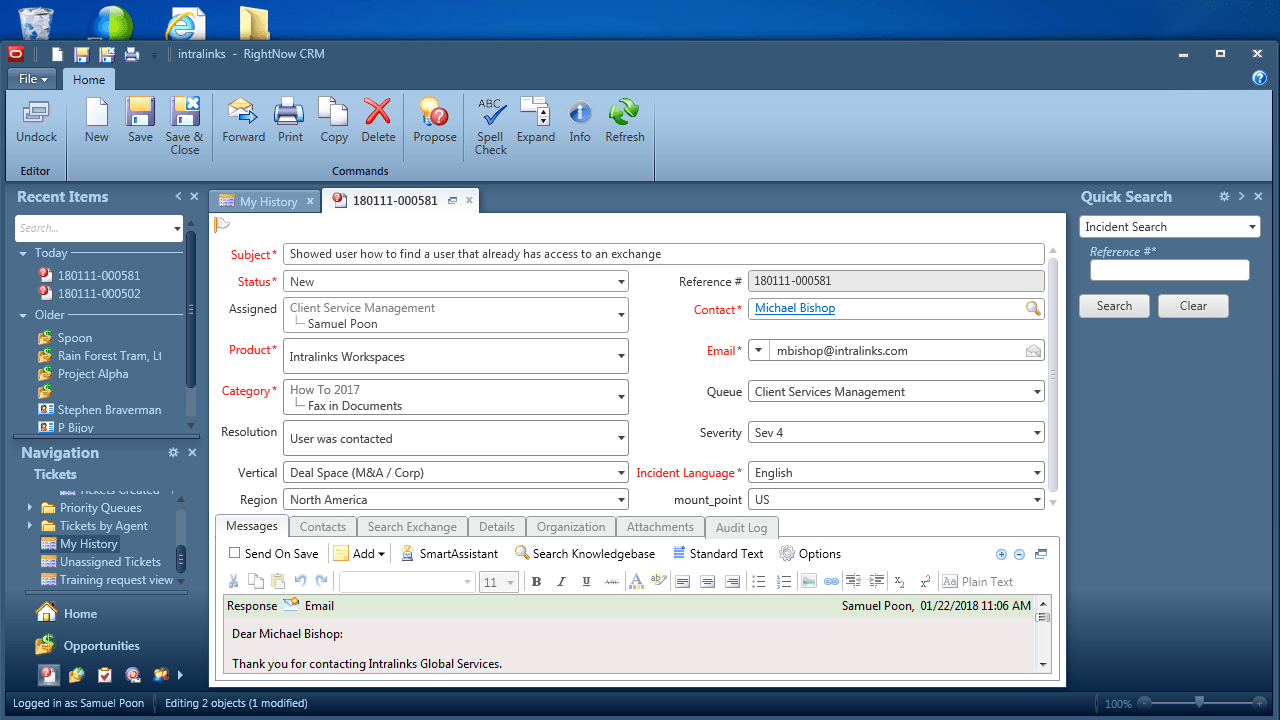 intralinks - RightNow CRM
File
Home
Undock
New
Save
Save & Close
Forward
Print
Copy
Delete
Propose
ABC
Spell Check
Expand
Info
Refresh
Editor
Commands
Recent Items
Search...
Today
180111-000581
180111-000502
Older
Spoon
Rain Forest Tram, Lt
Project Alpha
Stephen Braverman
P Bijoy
Navigation
Tickets
Tickets Created
Priority Queues
Tickets by Agent
My History
Unassigned Tickets
Training request view
Home
Opportunities
My History
180111-000581
Subject* Showed user how to find a user that already has access to an exchange
Status* New
Reference # 180111-000581
Assigned Client Service Management
Samuel Poon
Contact* Michael Bishop
Product* Intralinks Workspaces
Email* mbishop@intralinks.com
Category* How To 2017
Fax in Documents
Queue Client Services Management
Resolution User was contacted
Severity Sev 4
Vertical Deal Space (M&A / Corp)
Incident Language* English
Region North America
mount_point US
Messages Contacts Search Exchange Details Organization Attachments Audit Log
Send On Save Add SmartAssistant Search Knowledgebase Standard Text Options
11 B I U ABC A ab x2 x2 Aa Plain Text
Response Email Samuel Poon, 01/22/2018 11:06 AM
Dear Michael Bishop:
Thank you for contacting Intralinks Global Services.
Quick Search
Incident Search
Reference #*
Search Clear
Logged in as: Samuel Poon Editing 2 objects (1 modified) 100%